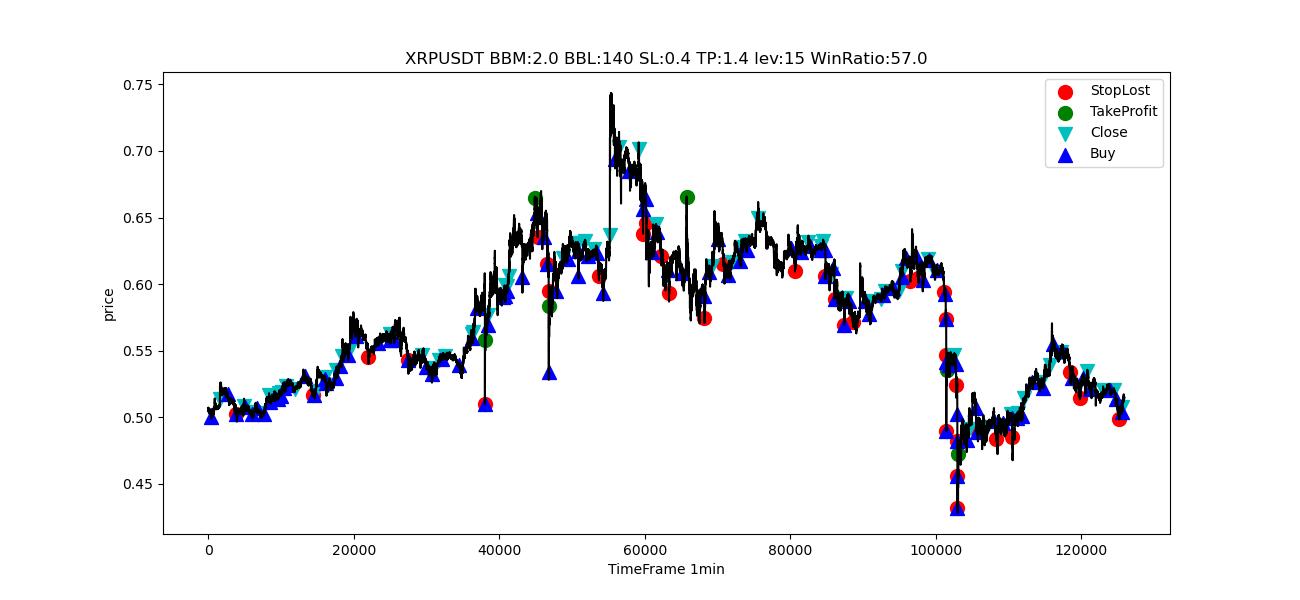 XRPUSDT BBM:2.0 BBL:140 SL:0.4 TP:1.4 lev:15 WinRatio:57.0
StopLost
TakeProfit
Close
Buy
price
0.75
0.70
0.65
0.60
0.55
0.50
0.45
0 20000 40000 60000 80000 100000 120000
TimeFrame 1min